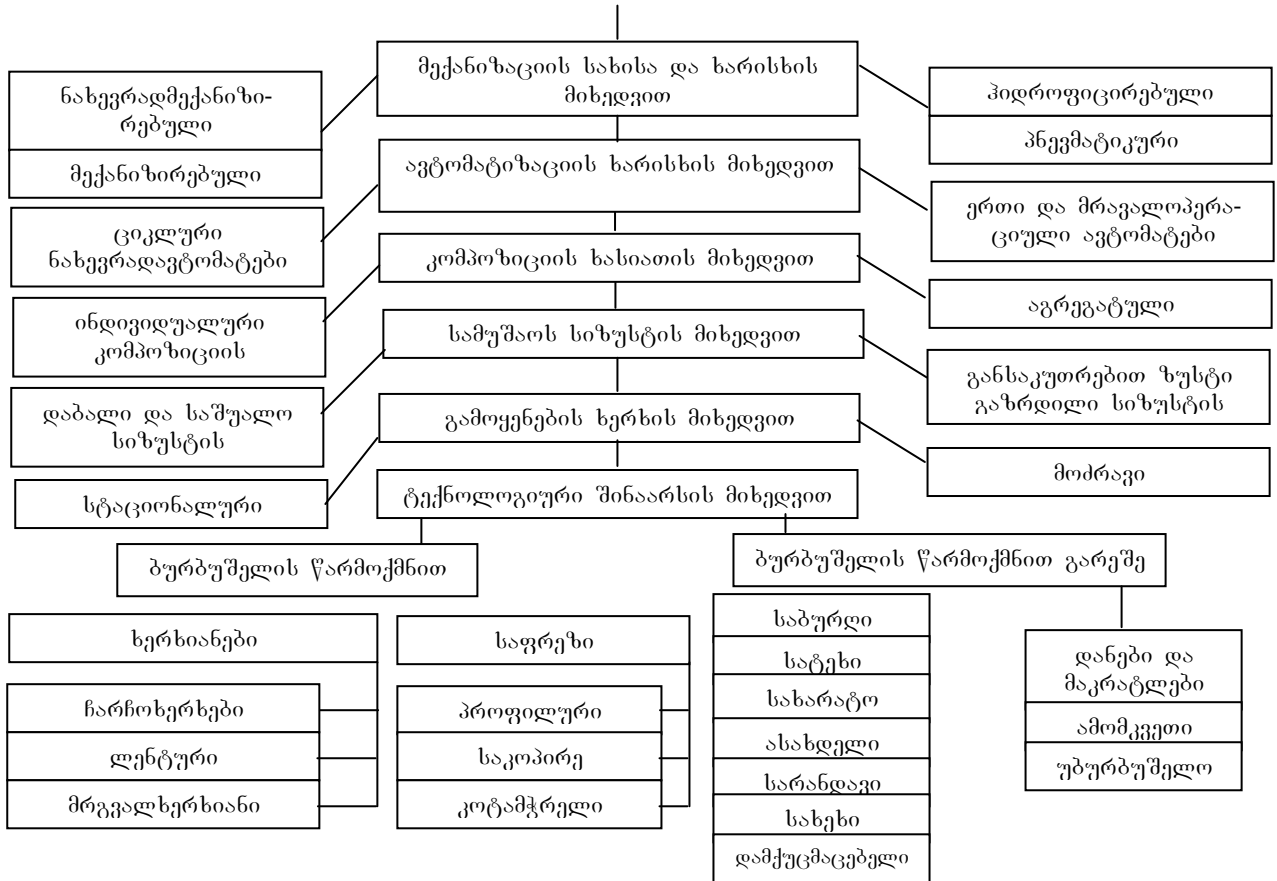 მექანიზაციის სახისა და ხარისხის
მიხედვით
ნახევრადმექანიზი-
რებული
მექანიზირებული
ჰიდროფიცირებული
პნევმატიკური
ავტომატიზაციის ხარისხის მიხედვით
ციკლური
ნახევრადავტომატები
ერთი და მრავალოპერა-
ციული ავტომატები
კომპოზიციის ხასიათის მიხედვით
ინდივიდუალური
კომპოზიციის
აგრეგატული
სამუშაოს სიზუსტის მიხედვით
დაბალი და საშუალო
სიზუსტის
განსაკუთრებით ზუსტი
გაზრდილი სიზუსტის
გამოყენების ხერხის მიხედვით
სტაციონალური
მოძრავი
ტექნოლოგიური შინაარსის მიხედვით
ბურბუშელის წარმოქმნით
ბურბუშელის წარმოქმნით გარეშე
ხერხიანები
ჩარჩოხერხები
ლენტური
მრგვალხერხიანი
საფრეზი
პროფილური
საკოპირე
კოტამჭრელი
საბურღი
სატეხი
სახარატო
ასახდელი
სარანდავი
სახეხი
დამქუცმაცებელი
დანები და
მაკრატლები
ამომკვეთი
უბურბუშელო